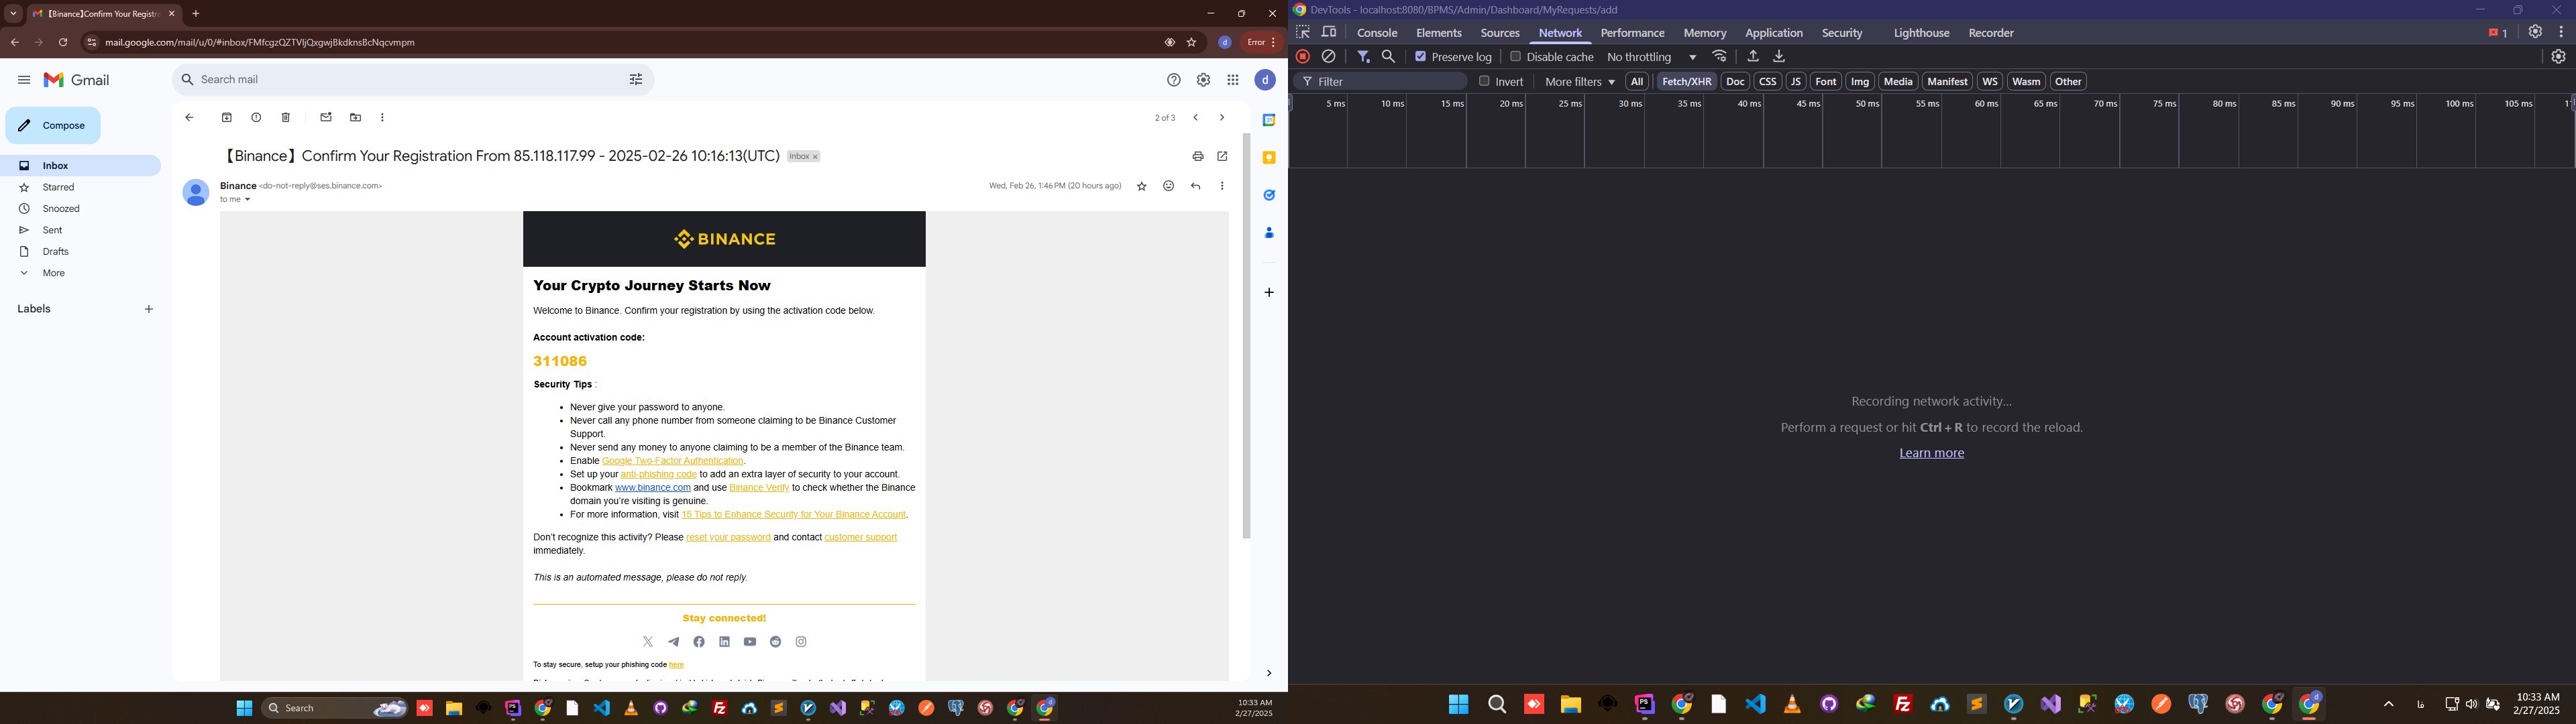 【Binance】Confirm Your Registra
mail.google.com/mail/u/0/#inbox/FMfcgzQZTVljQxgwjBkdknsBcNqcvmpm
d
Error
Gmail
Search mail
d
Compose
2 of 3
【Binance】Confirm Your Registration From 85.118.117.99 - 2025-02-26 10:16:13(UTC)
Inbox ×
Inbox
Starred
Snoozed
Sent
Drafts
More
Labels
Binance <do-not-reply@ses.binance.com>
Wed, Feb 26, 1:46 PM (20 hours ago)
to me
BINANCE
Your Crypto Journey Starts Now
Welcome to Binance. Confirm your registration by using the activation code below.
Account activation code:
311086
Security Tips :
• Never give your password to anyone.
• Never call any phone number from someone claiming to be Binance Customer
Support.
• Never send any money to anyone claiming to be a member of the Binance team.
• Enable Google Two-Factor Authentication.
• Set up your anti-phishing code to add an extra layer of security to your account.
• Bookmark www.binance.com and use Binance Verify to check whether the Binance
domain you're visiting is genuine.
• For more information, visit 15 Tips to Enhance Security for Your Binance Account.
Don't recognize this activity? Please reset your password and contact customer support
immediately.
This is an automated message, please do not reply.
Stay connected!
To stay secure, setup your phishing code here
Search
10:33 AM
2/27/2025
DevTools - localhost:8080/BPMS/Admin/Dashboard/MyRequests/add
Console Elements Sources Network Performance Memory Application Security Lighthouse Recorder
1
Preserve log Disable cache No throttling
Filter Invert More filters All Fetch/XHR Doc CSS JS Font Img Media Manifest WS Wasm Other
5 ms 10 ms 15 ms 20 ms 25 ms 30 ms 35 ms 40 ms 45 ms 50 ms 55 ms 60 ms 65 ms 70 ms 75 ms 80 ms 85 ms 90 ms 95 ms 100 ms 105 ms
Recording network activity…
Perform a request or hit Ctrl + R to record the reload.
Learn more
فا
10:33 AM
2/27/2025